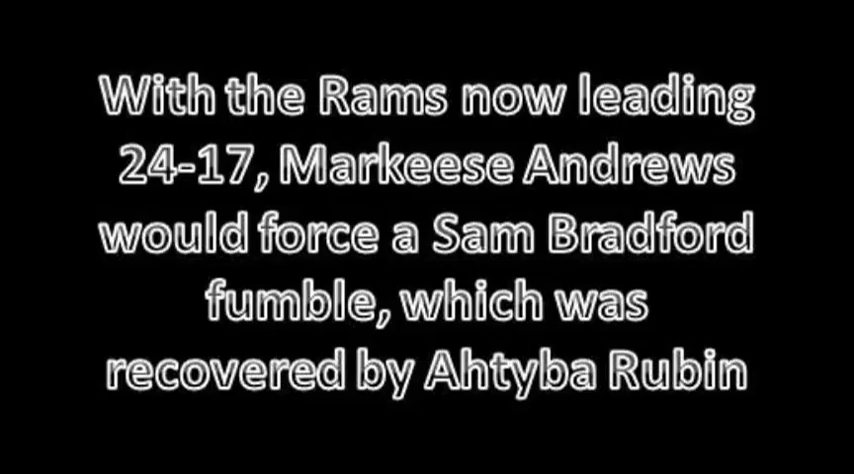 With the Rams now leading
24-17, Markeese Andrews
would force a Sam Bradford
fumble, which was
recovered by Ahtyba Rubin